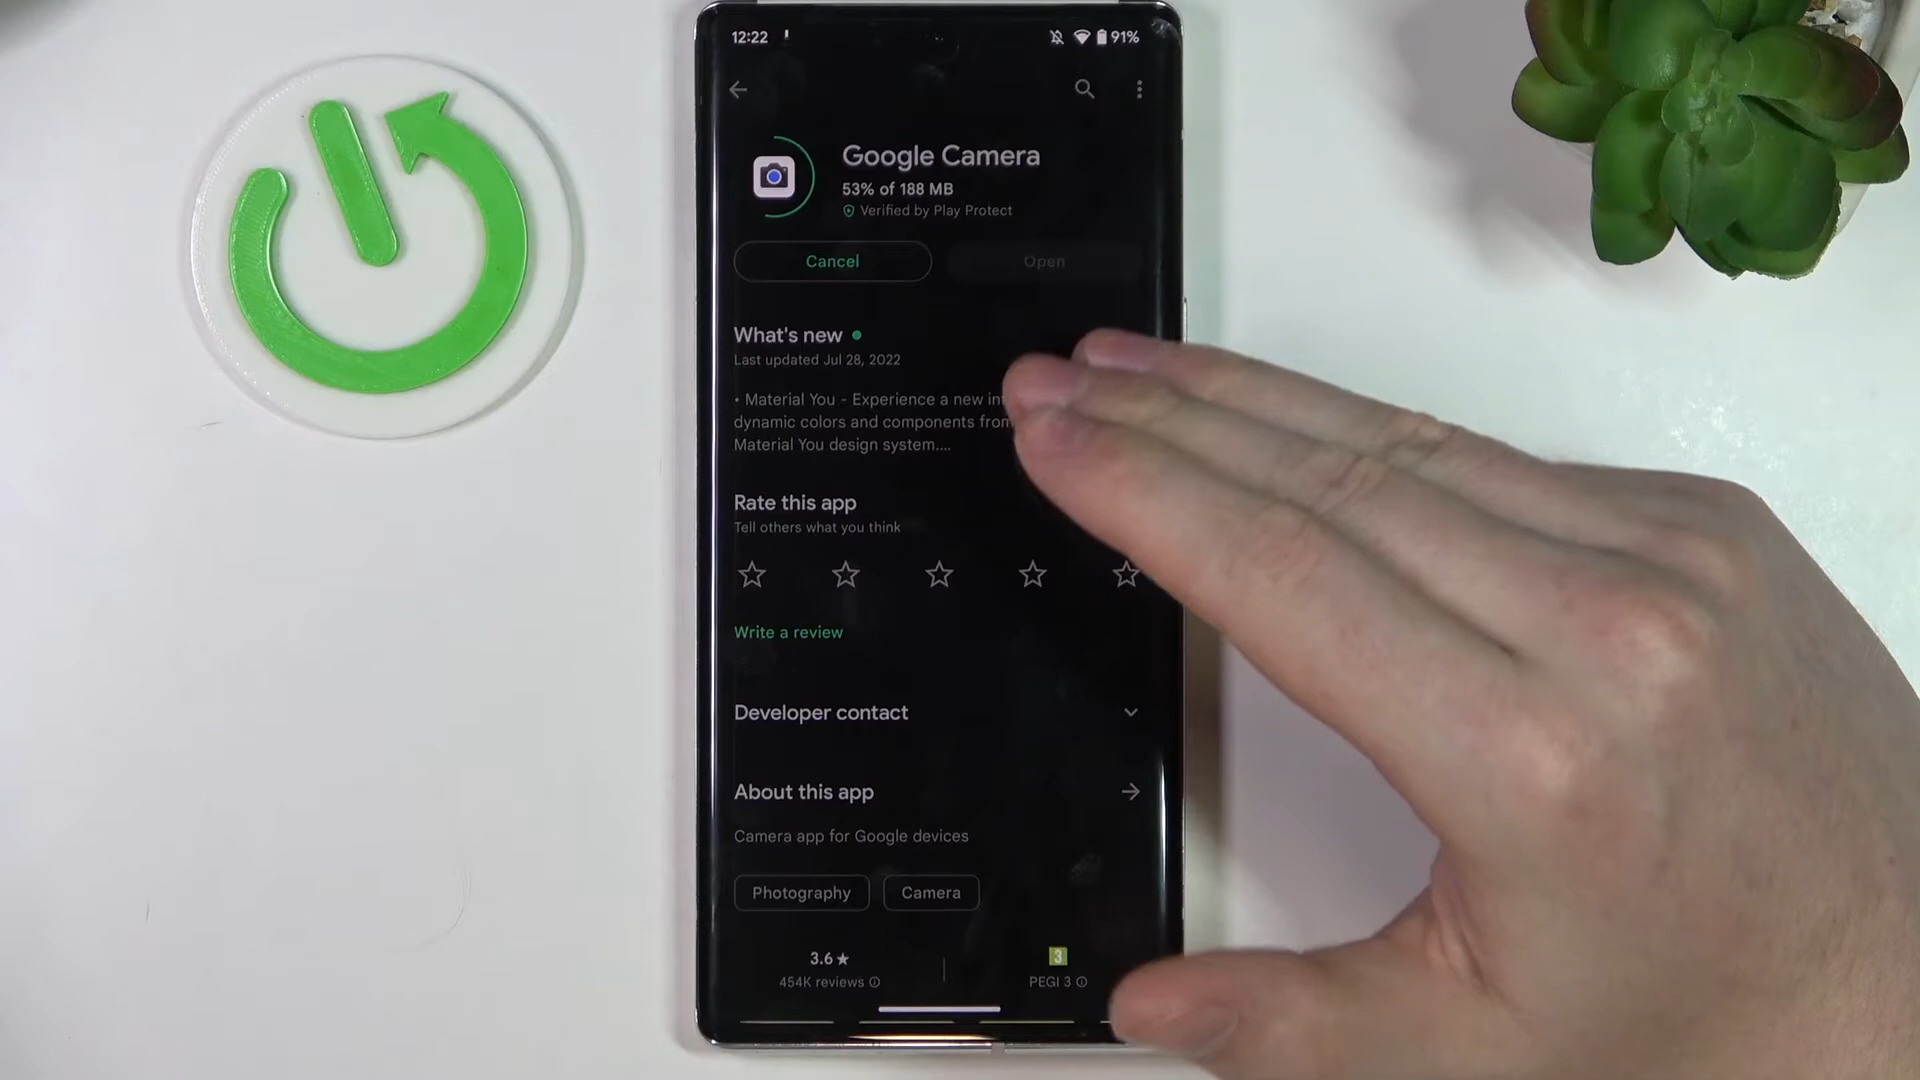 12:22
91%
Google Camera
53% of 188 MB
Verified by Play Protect
Cancel
Open
What's new
Last updated Jul 28, 2022
• Material You - Experience a new
dynamic colors and components from
Material You design system....
Rate this app
Tell others what you think
Write a review
Developer contact
About this app
Camera app for Google devices
Photography
Camera
3.6★
3
454K reviews
PEGI 3